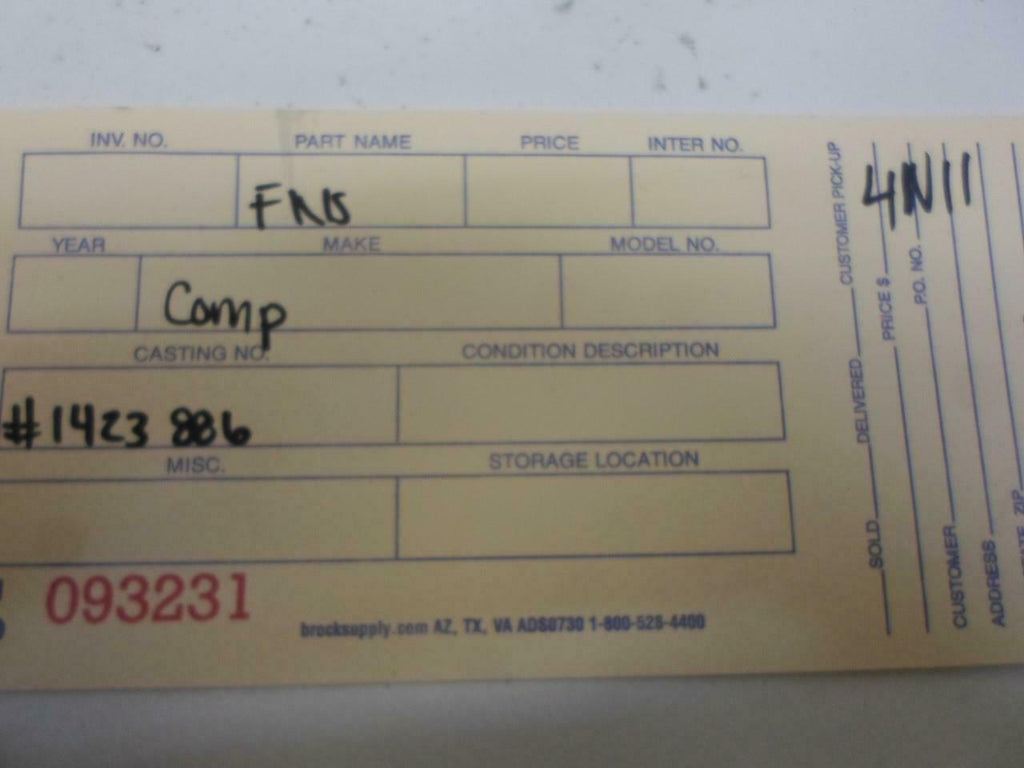 INV. NO. PART NAME PRICE INTER NO.
FNS
YEAR MAKE MODEL NO.
Comp
CASTING NO. CONDITION DESCRIPTION
#1423 886
MISC. STORAGE LOCATION
093231
brocksupply.com AZ, TX, VA ADS0730 1-800-528-4400
4N11
SOLD DELIVERED CUSTOMER PICK-UP
PRICE $
P.O. NO.
CUSTOMER
ADDRESS
ZIP